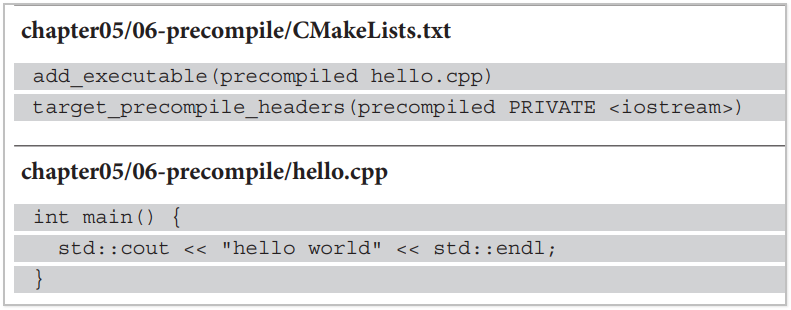 chapter05/06-precompile/CMakeLists.txt
add_executable(precompiled hello.cpp)
target_precompile_headers(precompiled PRIVATE <iostream>)
chapter05/06-precompile/hello.cpp
int main() {
  std::cout << "hello world" << std::endl;
}